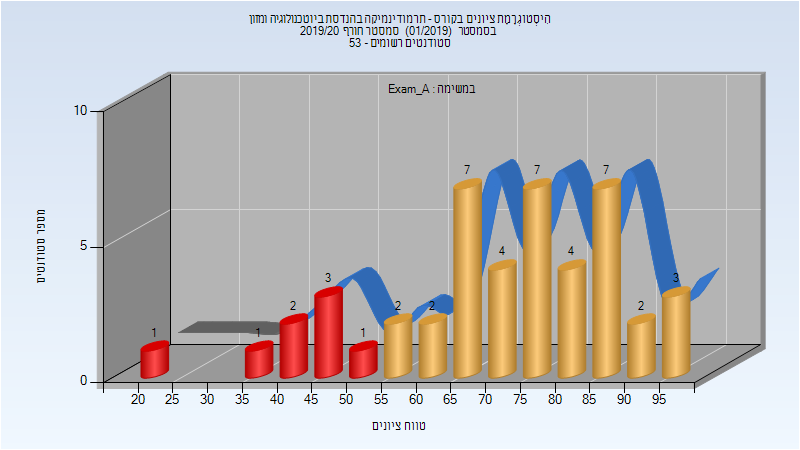 הִיסְטוֹגְרָמַת ציונים בקורס - תרמודינמיקה בהנדסת ביוטכנולוגיה ומזון
בסמסטר (01/2019) סמסטר חורף 2019/20
סטודנטים רשומים - 53
במשימה : Exam_A
מספר סטודנטים
10
5
0
1
1
2
3
1
2
2
7
4
7
4
7
2
3
20 25 30 35 40 45 50 55 60 65 70 75 80 85 90 95
טווח ציונים